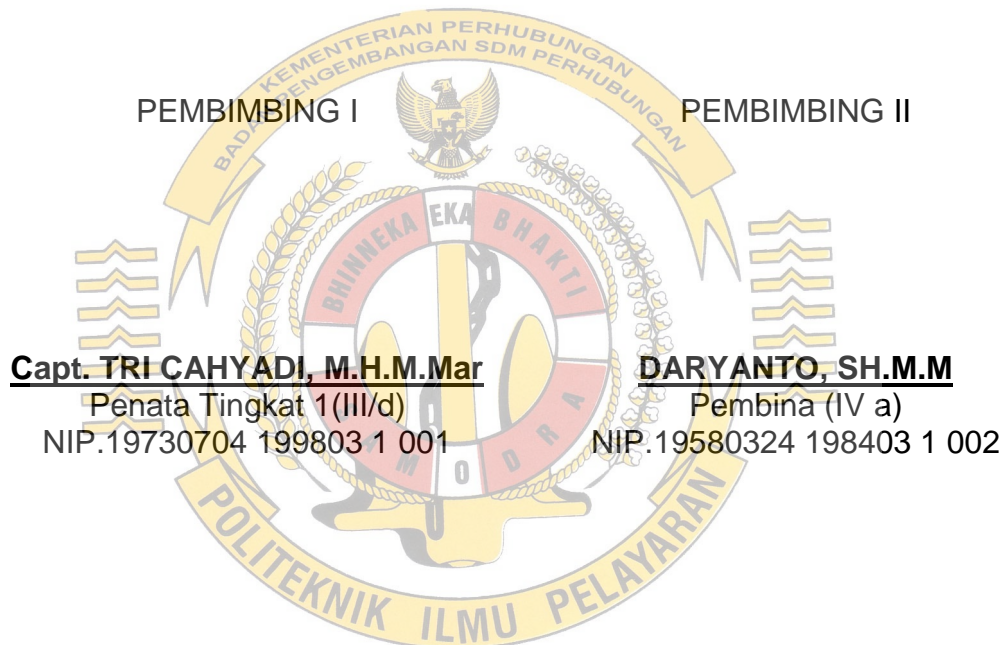 KEMENTERIAN PERHUBUNGAN
BADAN PENGEMBANGAN SDM PERHUBUNGAN
PEMBIMBING I
PEMBIMBING II
BHINNEKA EKA BHAKTI
Capt. TRI CAHYADI, M.H.M.Mar
DARYANTO, SH.M.M
Penata Tingkat 1(III/d)
Pembina (IV a)
NIP.19730704 199803 1 001
NIP.19580324 198403 1 002
SAMODRA
POLITEKNIK ILMU PELAYARAN